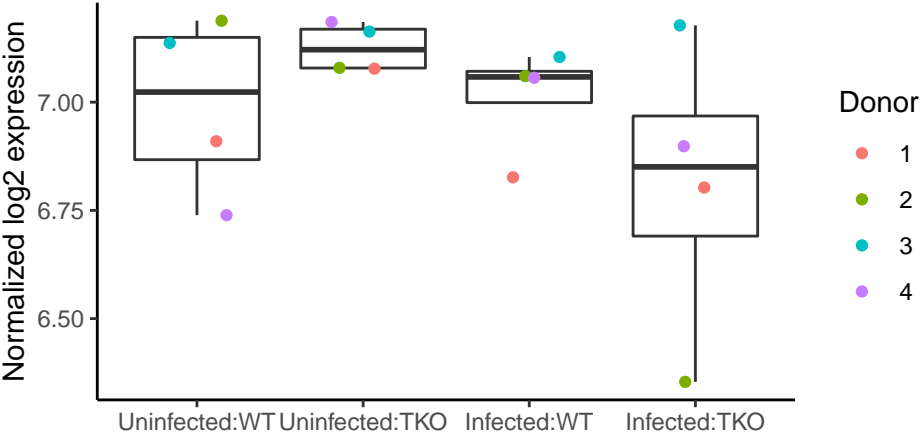 Normalized log2 expression
7.00
6.75
6.50
Uninfected:WT Uninfected:TKO Infected:WT Infected:TKO
Donor
1
2
3
4